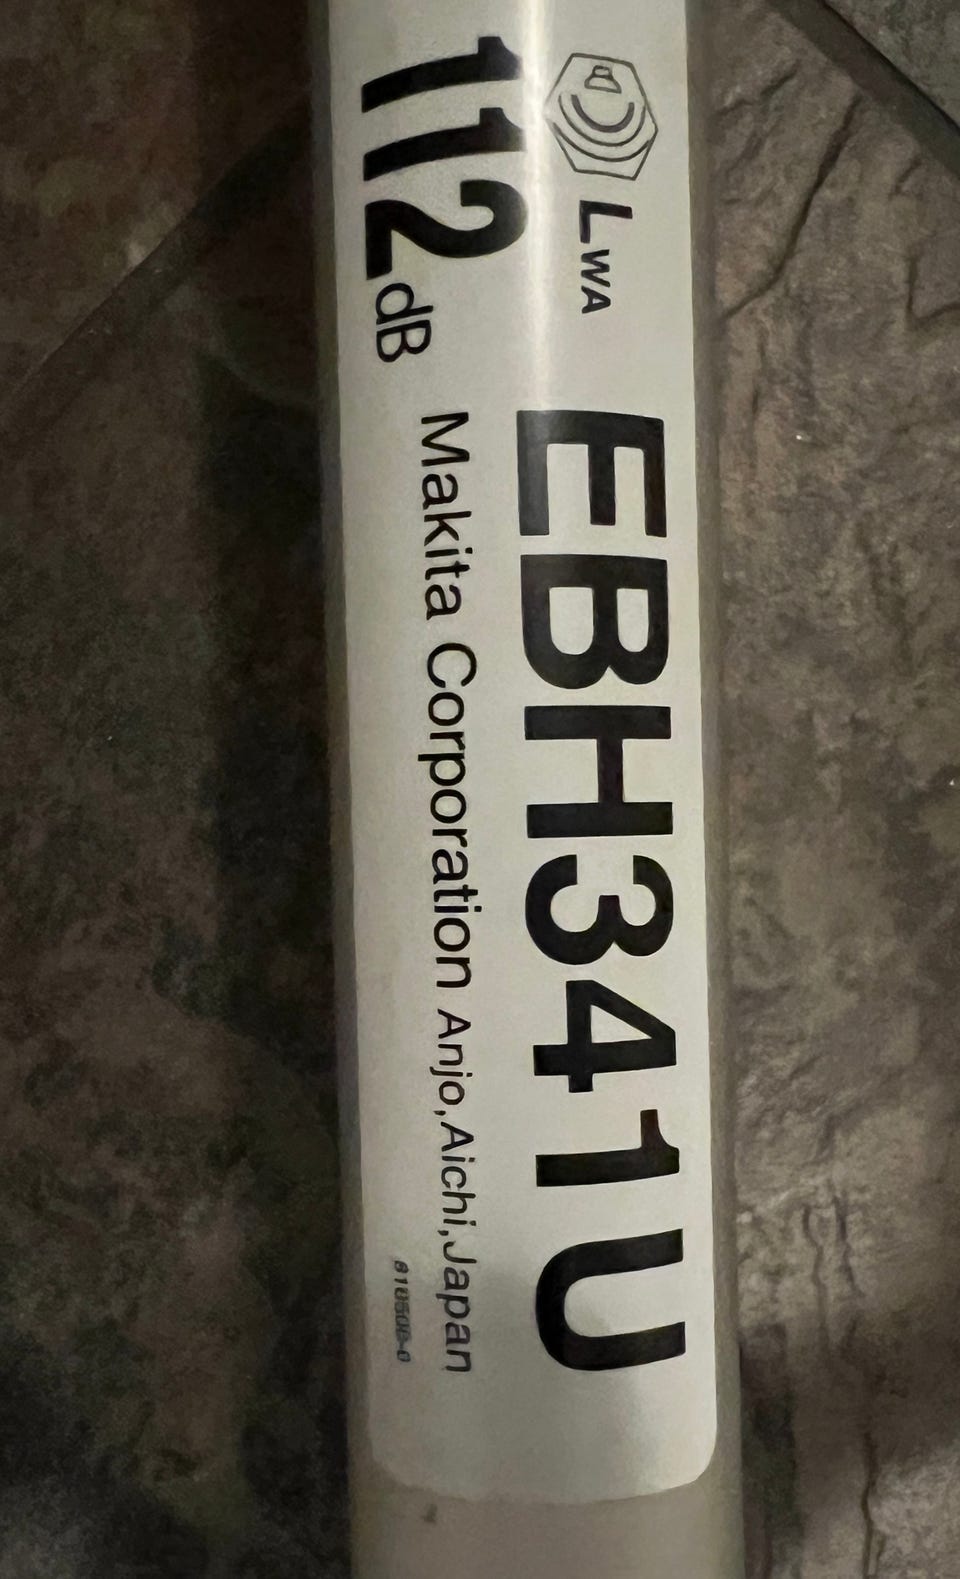 LWA
112dB
EBH341U
Makita Corporation Anjo,Aichi,Japan